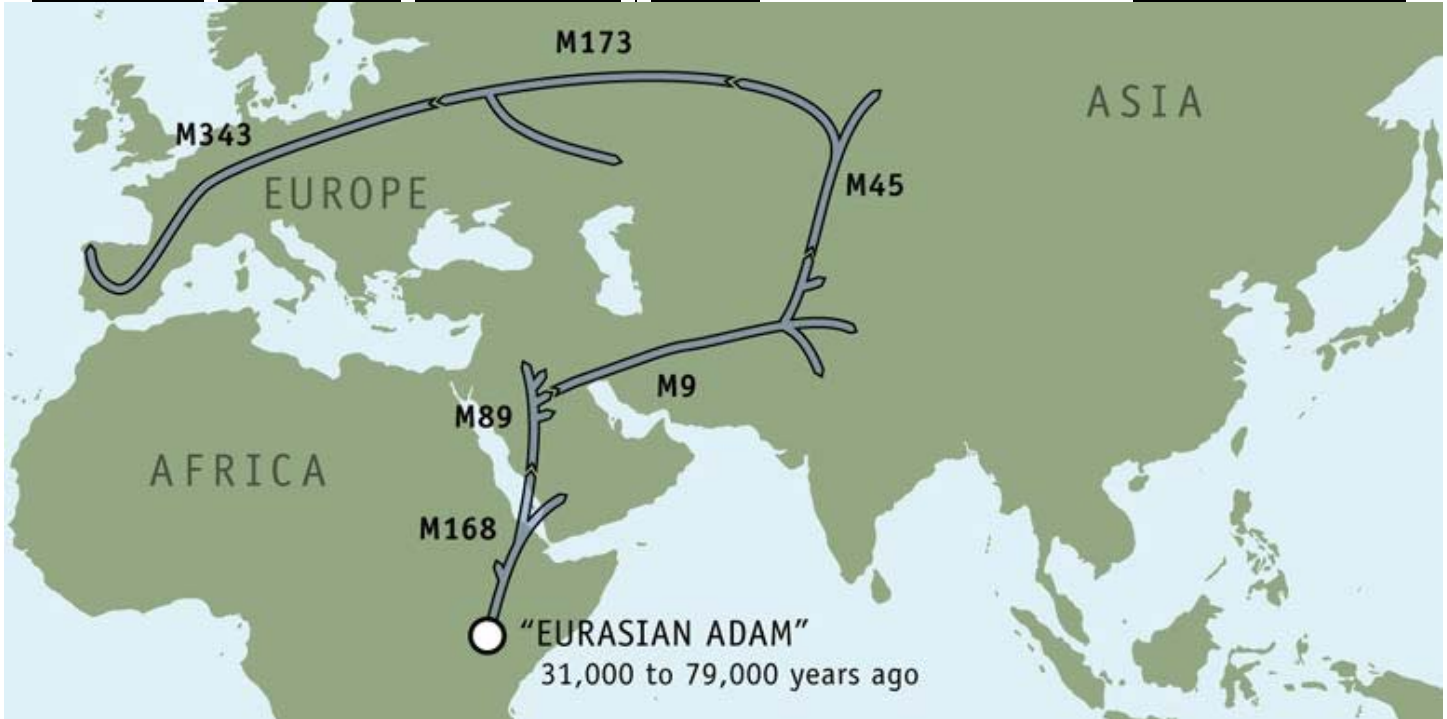 M173
ASIA
M343
EUROPE
M45
M9
M89
AFRICA
M168
“EURASIAN ADAM”
31,000 to 79,000 years ago